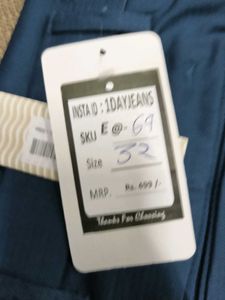 INSTA ID : 1DAYJEANS
SKU E @- 69
Size 32
MRP. Rs. 699 /-
Thanks For Choosing